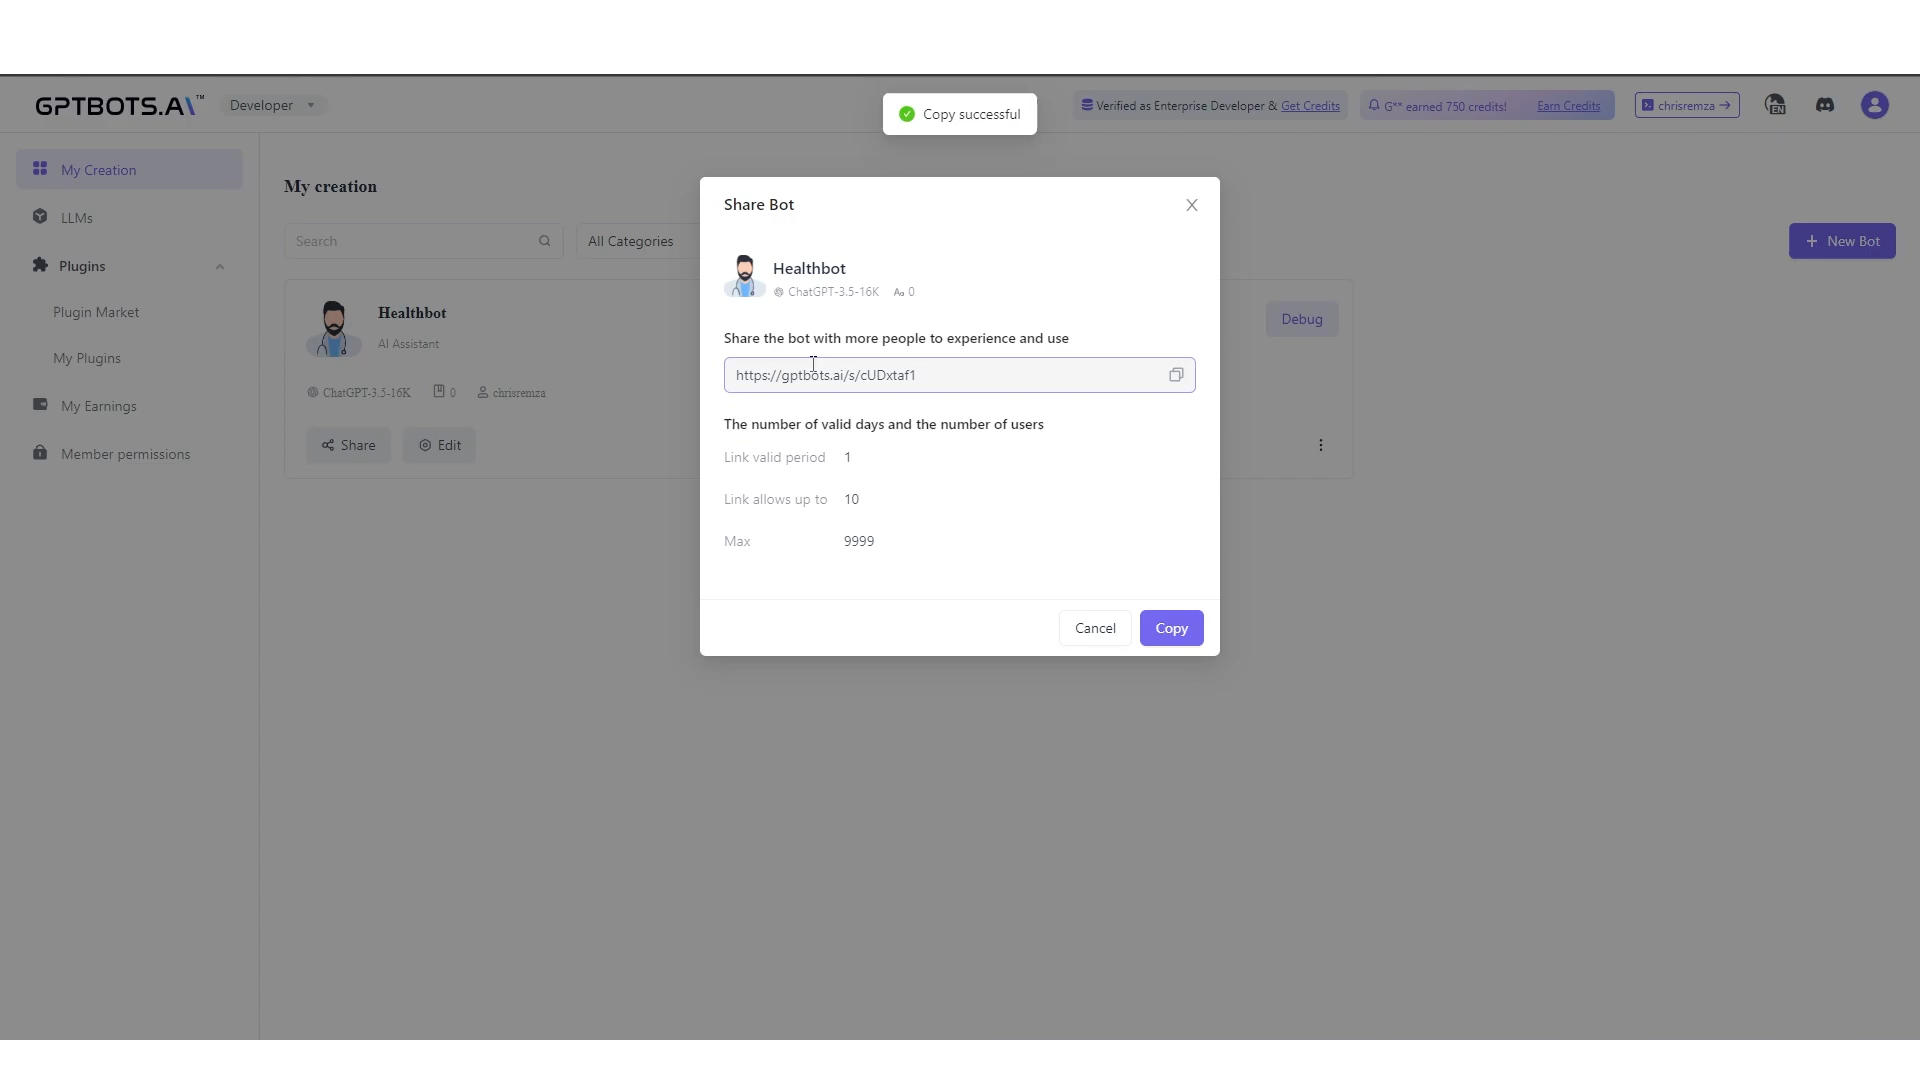 GPTBOTS.AI™
Developer
Copy successful
Verified as Enterprise Developer & Get Credits
G** earned 750 credits!
Earn Credits
chrisremza →
EN
My Creation
LLMs
Plugins
Plugin Market
My Plugins
My Earnings
Member permissions
My creation
Search
All Categories
+ New Bot
Healthbot
AI Assistant
ChatGPT-3.5-16K
0
chrisremza
Share
Edit
Debug
Share Bot
Healthbot
ChatGPT-3.5-16K Aa 0
Share the bot with more people to experience and use
https://gptbots.ai/s/cUDxtaf1
The number of valid days and the number of users
Link valid period 1
Link allows up to 10
Max 9999
Cancel
Copy